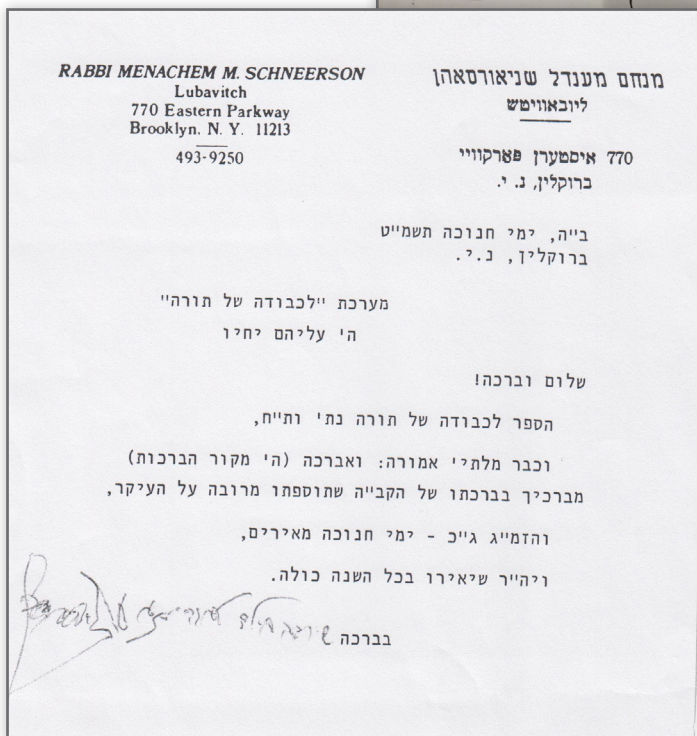 RABBI MENACHEM M. SCHNEERSON
Lubavitch
770 Eastern Parkway
Brooklyn. N. Y. 11213
493-9250
מנחם מענדל שניאורסאהן
ליובאוויטש
770 איסטערן פארקוויי
ברוקלין, נ. י.
ב"ה, ימי חנוכה תשמ"ט
ברוקלין, נ.י.
מערכת "לכבודה של תורה"
ה' עליהם יחיו
שלום וברכה!
הספר לכבודה של תורה נת' ות"ח,
וכבר מלתי' אמורה: ואברכה (ה' מקור הברכות)
מברכיך בברכתו של הקב"ה שתוספתו מרובה על העיקר,
והזמ"ג ג"כ - ימי חנוכה מאירים,
ויה"ר שיאירו בכל השנה כולה.
בברכה